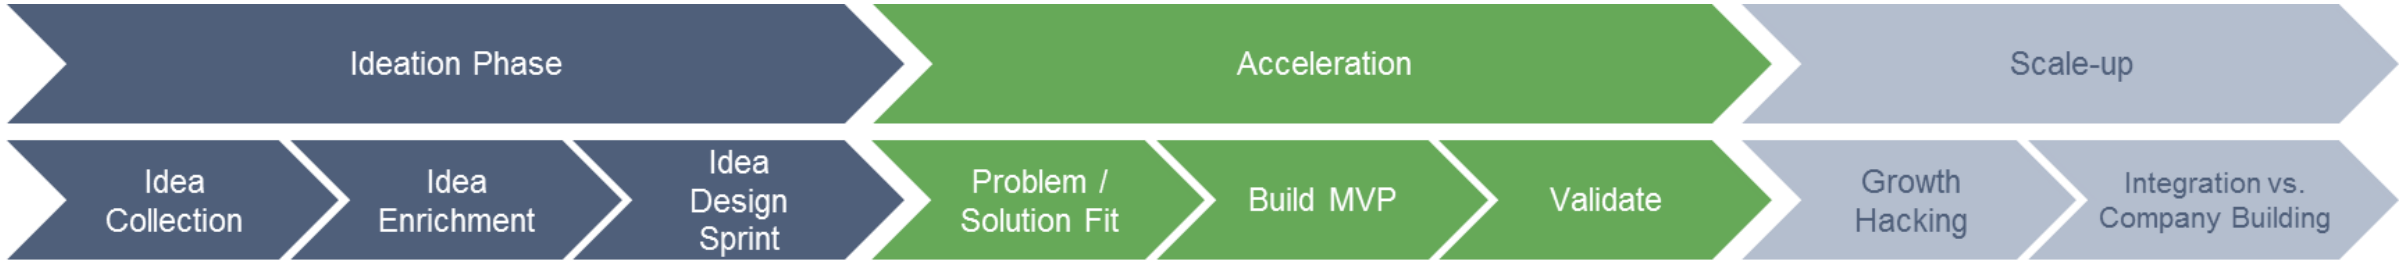 Ideation Phase
Acceleration
Scale-up
Idea
Collection
Idea
Enrichment
Idea
Design
Sprint
Problem /
Solution Fit
Build MVP
Validate
Growth
Hacking
Integration vs.
Company Building